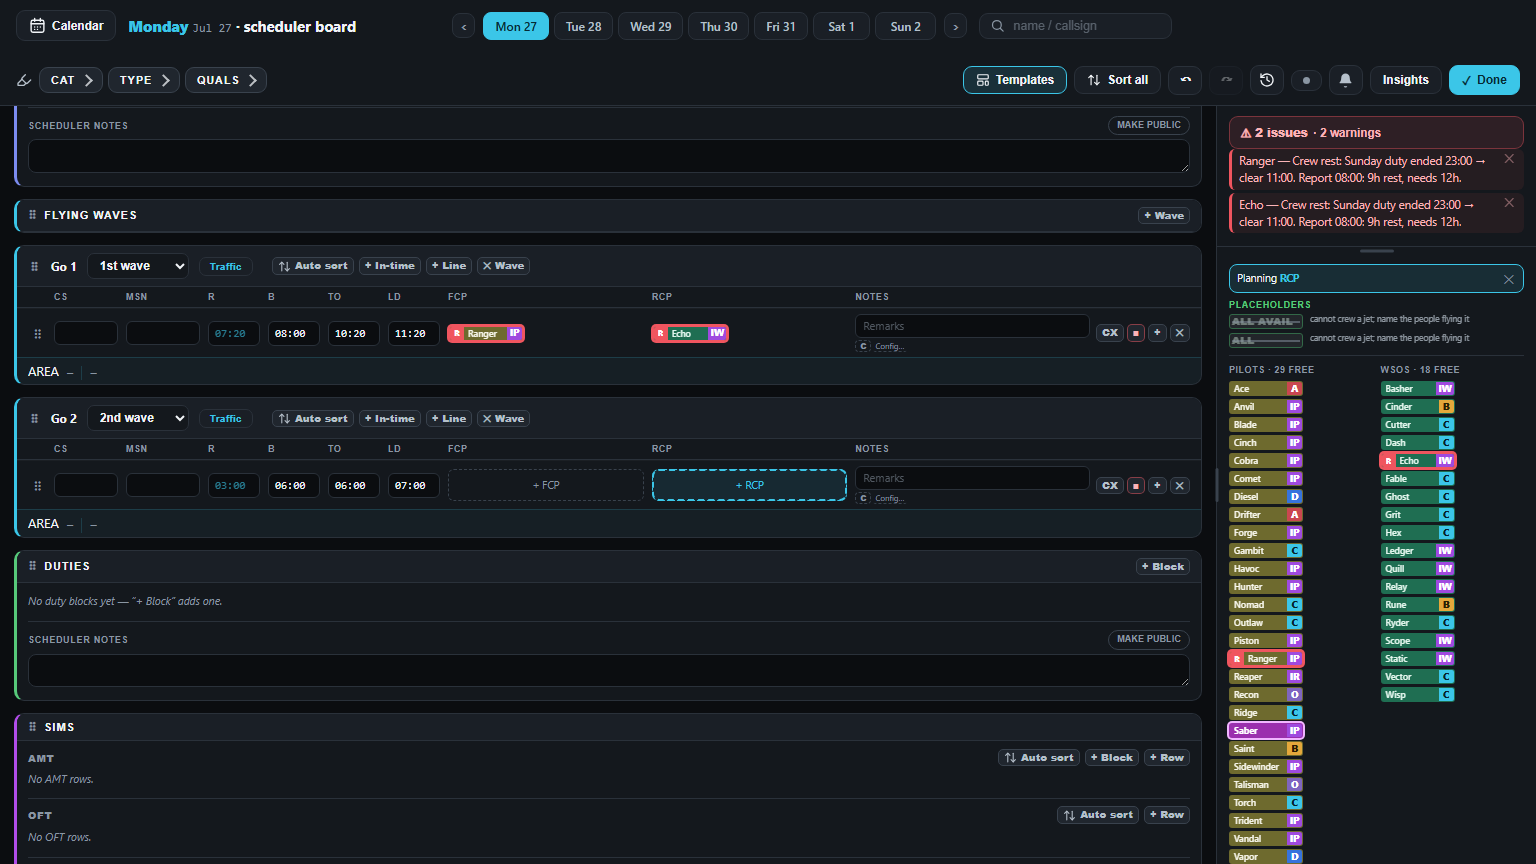 Calendar
Monday Jul 27 · scheduler board
‹
Mon 27
Tue 28
Wed 29
Thu 30
Fri 31
Sat 1
Sun 2
›
name / callsign
CAT
TYPE
QUALS
Templates
Sort all
Insights
✓ Done
SCHEDULER NOTES
MAKE PUBLIC
FLYING WAVES
+ Wave
Go 1
1st wave
Traffic
Auto sort
+ In-time
+ Line
✕ Wave
CS MSN R B TO LD FCP RCP NOTES
07:20 08:00 10:20 11:20
R Ranger IP
R Echo IW
Remarks
C Config...
CX
+
✕
AREA – –
Go 2
2nd wave
Traffic
Auto sort
+ In-time
+ Line
✕ Wave
CS MSN R B TO LD FCP RCP NOTES
03:00 06:00 06:00 07:00
+ FCP
+ RCP
Remarks
C Config...
CX
+
✕
AREA – –
DUTIES
+ Block
No duty blocks yet — “+ Block” adds one.
SCHEDULER NOTES
MAKE PUBLIC
SIMS
AMT
Auto sort
+ Block
+ Row
No AMT rows.
OFT
Auto sort
+ Row
No OFT rows.
⚠ 2 issues · 2 warnings
Ranger — Crew rest: Sunday duty ended 23:00 →
clear 11:00. Report 08:00: 9h rest, needs 12h.
Echo — Crew rest: Sunday duty ended 23:00 →
clear 11:00. Report 08:00: 9h rest, needs 12h.
Planning RCP
PLACEHOLDERS
ALL AVAIL cannot crew a jet; name the people flying it
ALL cannot crew a jet; name the people flying it
PILOTS · 29 FREE
Ace A
Anvil IP
Blade IP
Cinch IP
Cobra IP
Comet IP
Diesel D
Drifter A
Forge IP
Gambit C
Havoc IP
Hunter IP
Nomad C
Outlaw C
Piston IP
R Ranger IP
Reaper IR
Recon O
Ridge C
Saber IP
Saint B
Sidewinder IP
Talisman O
Torch C
Trident IP
Vandal IP
Vapor D
WSOS · 18 FREE
Basher IW
Cinder B
Cutter C
Dash C
R Echo IW
Fable C
Ghost C
Grit C
Hex C
Ledger IW
Quill IW
Relay IW
Rune B
Ryder C
Scope IW
Static IW
Vector C
Wisp C